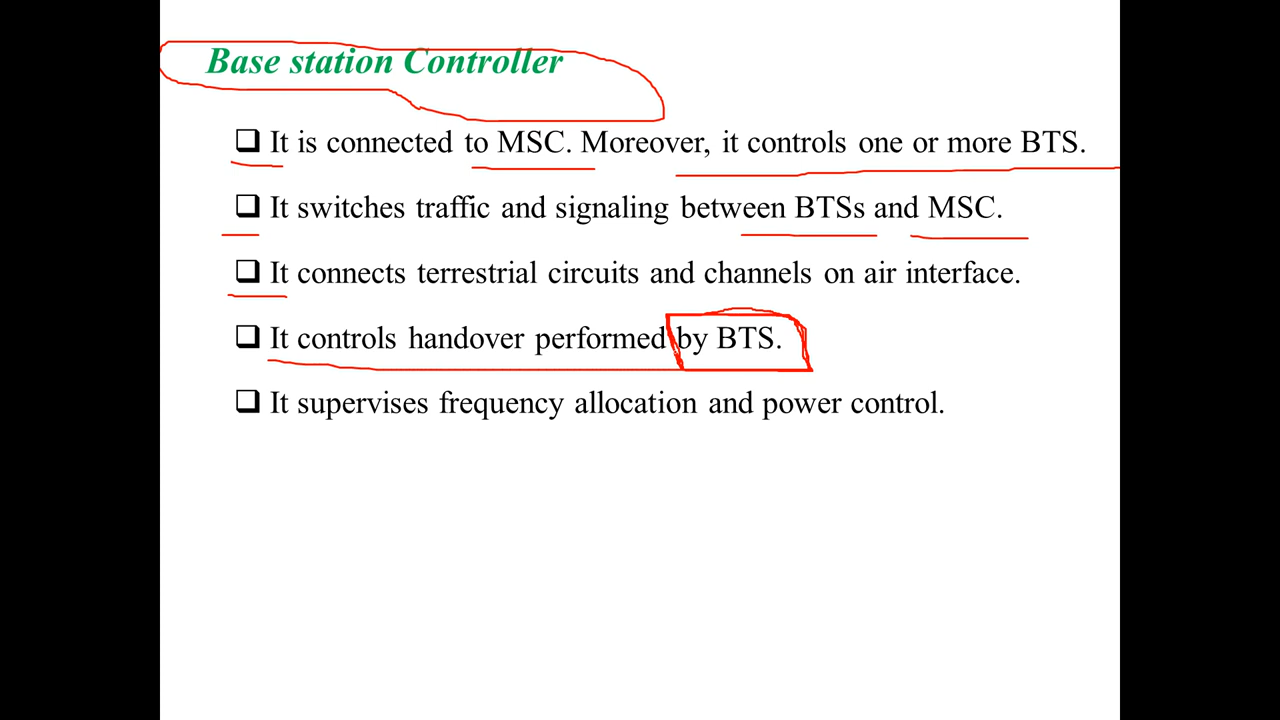 Base station Controller
❑ It is connected to MSC. Moreover, it controls one or more BTS.
❑ It switches traffic and signaling between BTSs and MSC.
❑ It connects terrestrial circuits and channels on air interface.
❑ It controls handover performed by BTS.
❑ It supervises frequency allocation and power control.